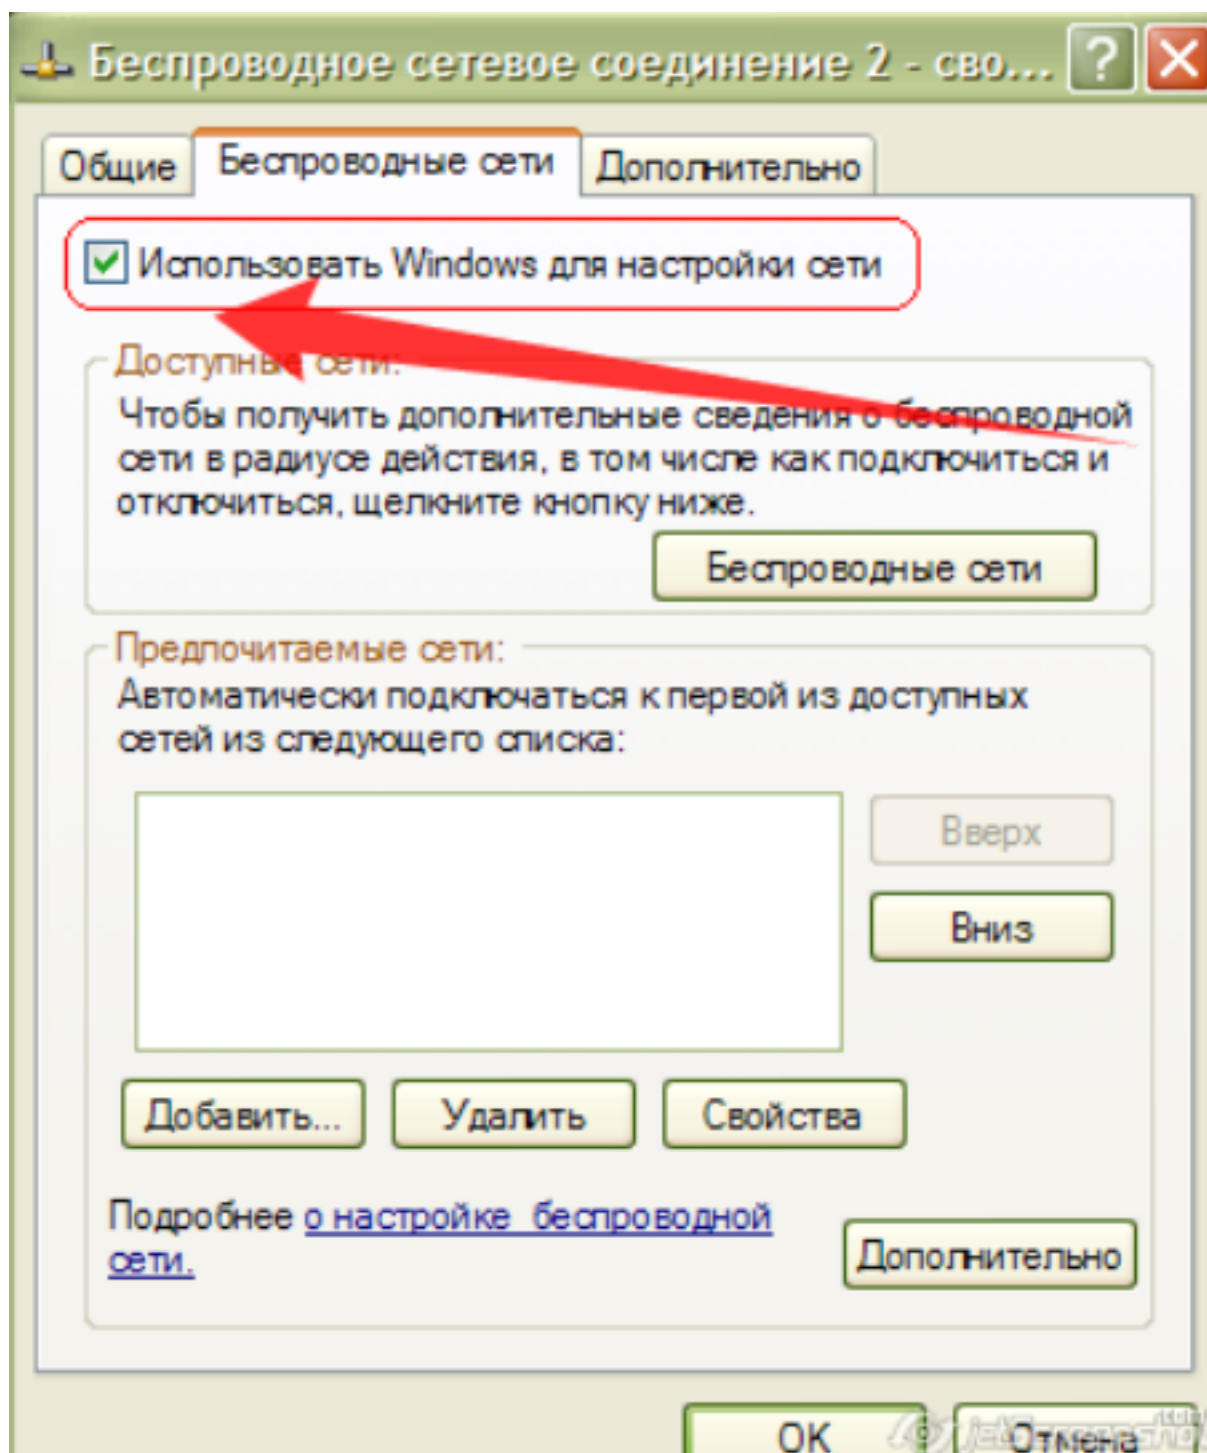 Беспроводное сетевое соединение 2 - сво...
Общие
Беспроводные сети
Дополнительно
Использовать Windows для настройки сети
Доступные сети:
Чтобы получить дополнительные сведения о беспроводной
сети в радиусе действия, в том числе как подключиться и
отключиться, щелкните кнопку ниже.
Беспроводные сети
Предпочитаемые сети:
Автоматически подключаться к первой из доступных
сетей из следующего списка:
Вверх
Вниз
Добавить...
Удалить
Свойства
Подробнее о настройке беспроводной
сети.
Дополнительно
OK
Отмена